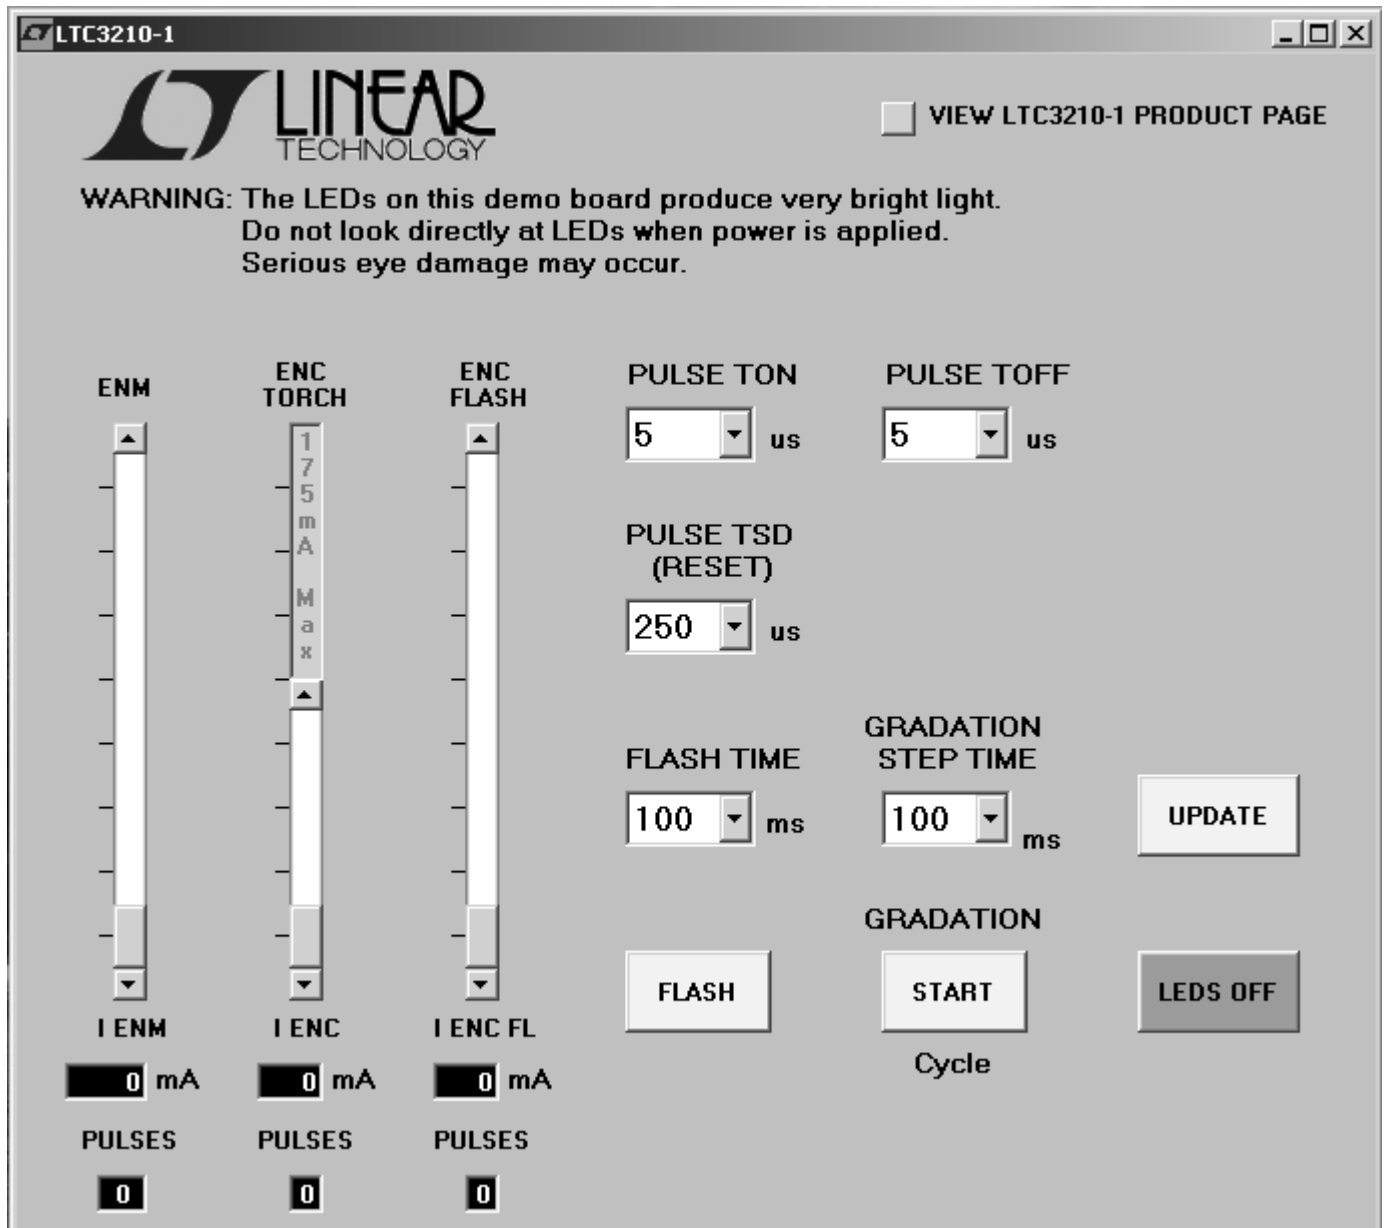 LTC3210-1
LINEAR
TECHNOLOGY
VIEW LTC3210-1 PRODUCT PAGE
WARNING: The LEDs on this demo board produce very bright light.
Do not look directly at LEDs when power is applied.
Serious eye damage may occur.
ENM
ENC
TORCH
ENC
FLASH
175mA Max
PULSE TON
5 us
PULSE TOFF
5 us
PULSE TSD
(RESET)
250 us
FLASH TIME
100 ms
GRADATION
STEP TIME
100 ms
UPDATE
FLASH
GRADATION
START
Cycle
LEDS OFF
I ENM
0 mA
PULSES
0
I ENC
0 mA
PULSES
0
I ENC FL
0 mA
PULSES
0